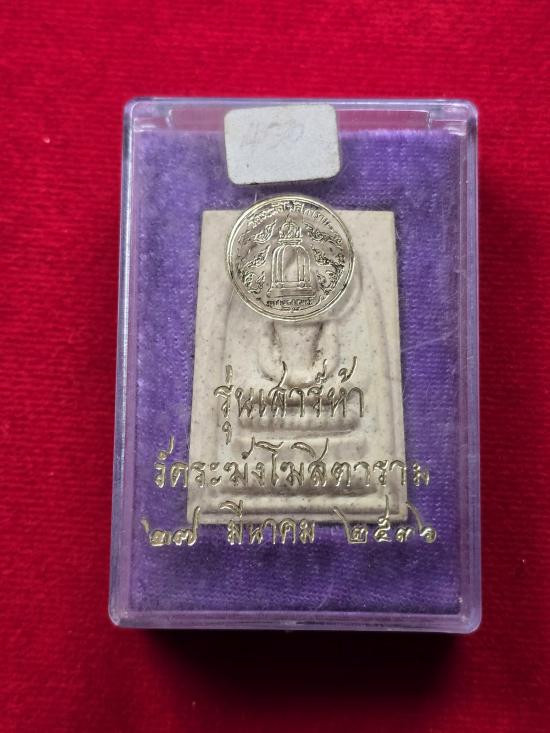 450
รุ่นเสาร์ห้า
วัดระฆังโฆสิตาราม
๒๗ มีนาคม ๒๕๓๖